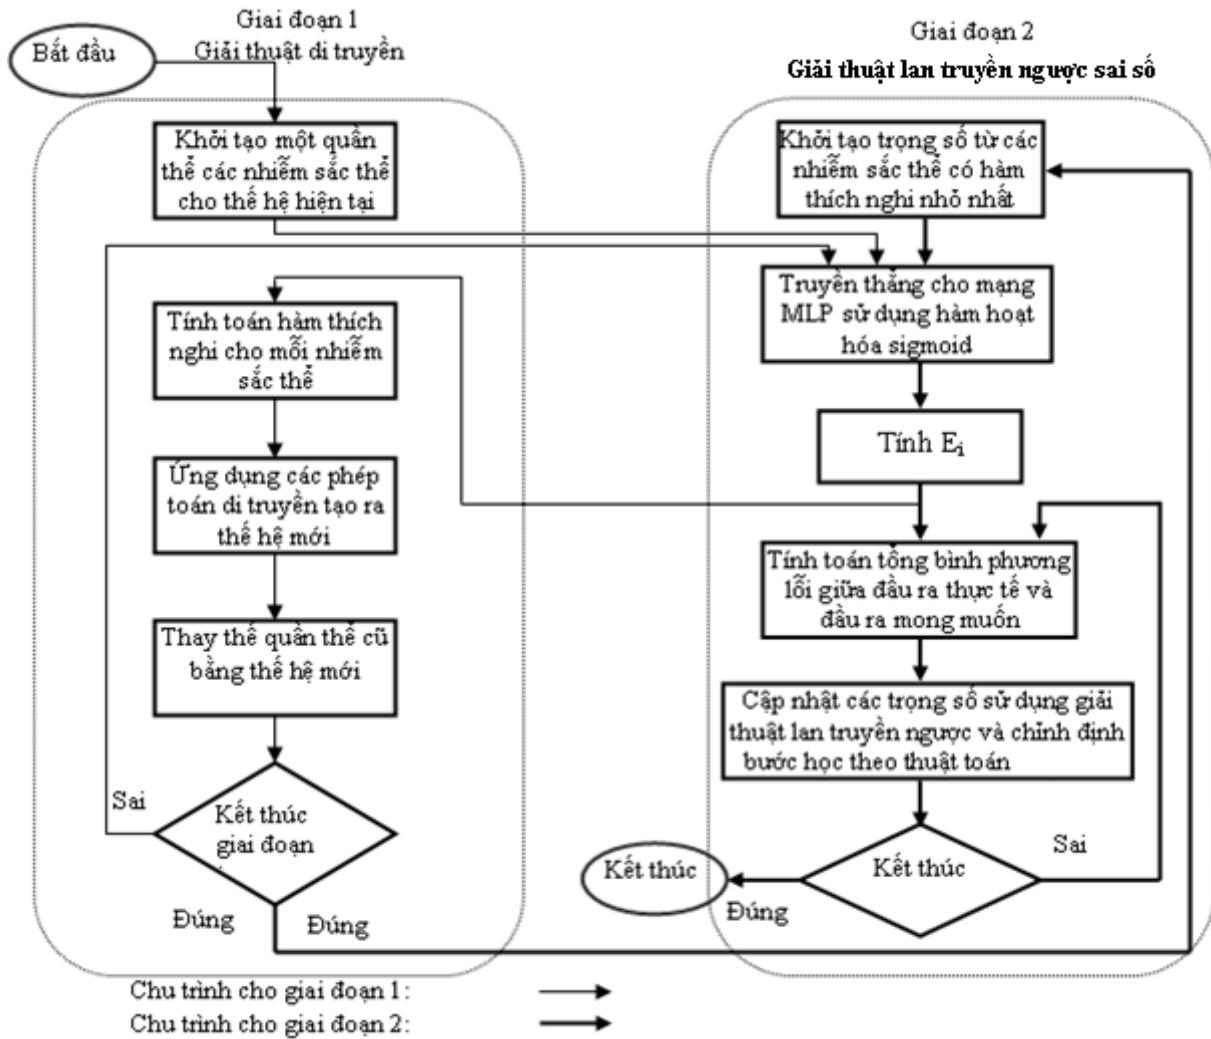 Giai đoạn 1
Giải thuật di truyền
Bắt đầu
Khởi tạo một quần
thể các nhiễm sắc thể
cho thế hệ hiện tại
Tính toán hàm thích
nghi cho mỗi nhiễm
sắc thể
Ứng dụng các phép
toán di truyền tạo ra
thế hệ mới
Thay thế quần thể cũ
bằng thế hệ mới
Sai
Kết thúc
giai đoạn
Đúng
Đúng
Giai đoạn 2
Giải thuật lan truyền ngược sai số
Khởi tạo trọng số từ các
nhiễm sắc thể có hàm
thích nghi nhỏ nhất
Truyền thẳng cho mạng
MLP sử dụng hàm hoạt
hóa sigmoid
Tính Ei
Tính toán tổng bình phương
lỗi giữa đầu ra thực tế và
đầu ra mong muốn
Cập nhật các trọng số sử dụng giải
thuật lan truyền ngược và chỉnh định
bước học theo thuật toán
Kết thúc
Sai
Đúng
Kết thúc
Chu trình cho giai đoạn 1:
Chu trình cho giai đoạn 2: